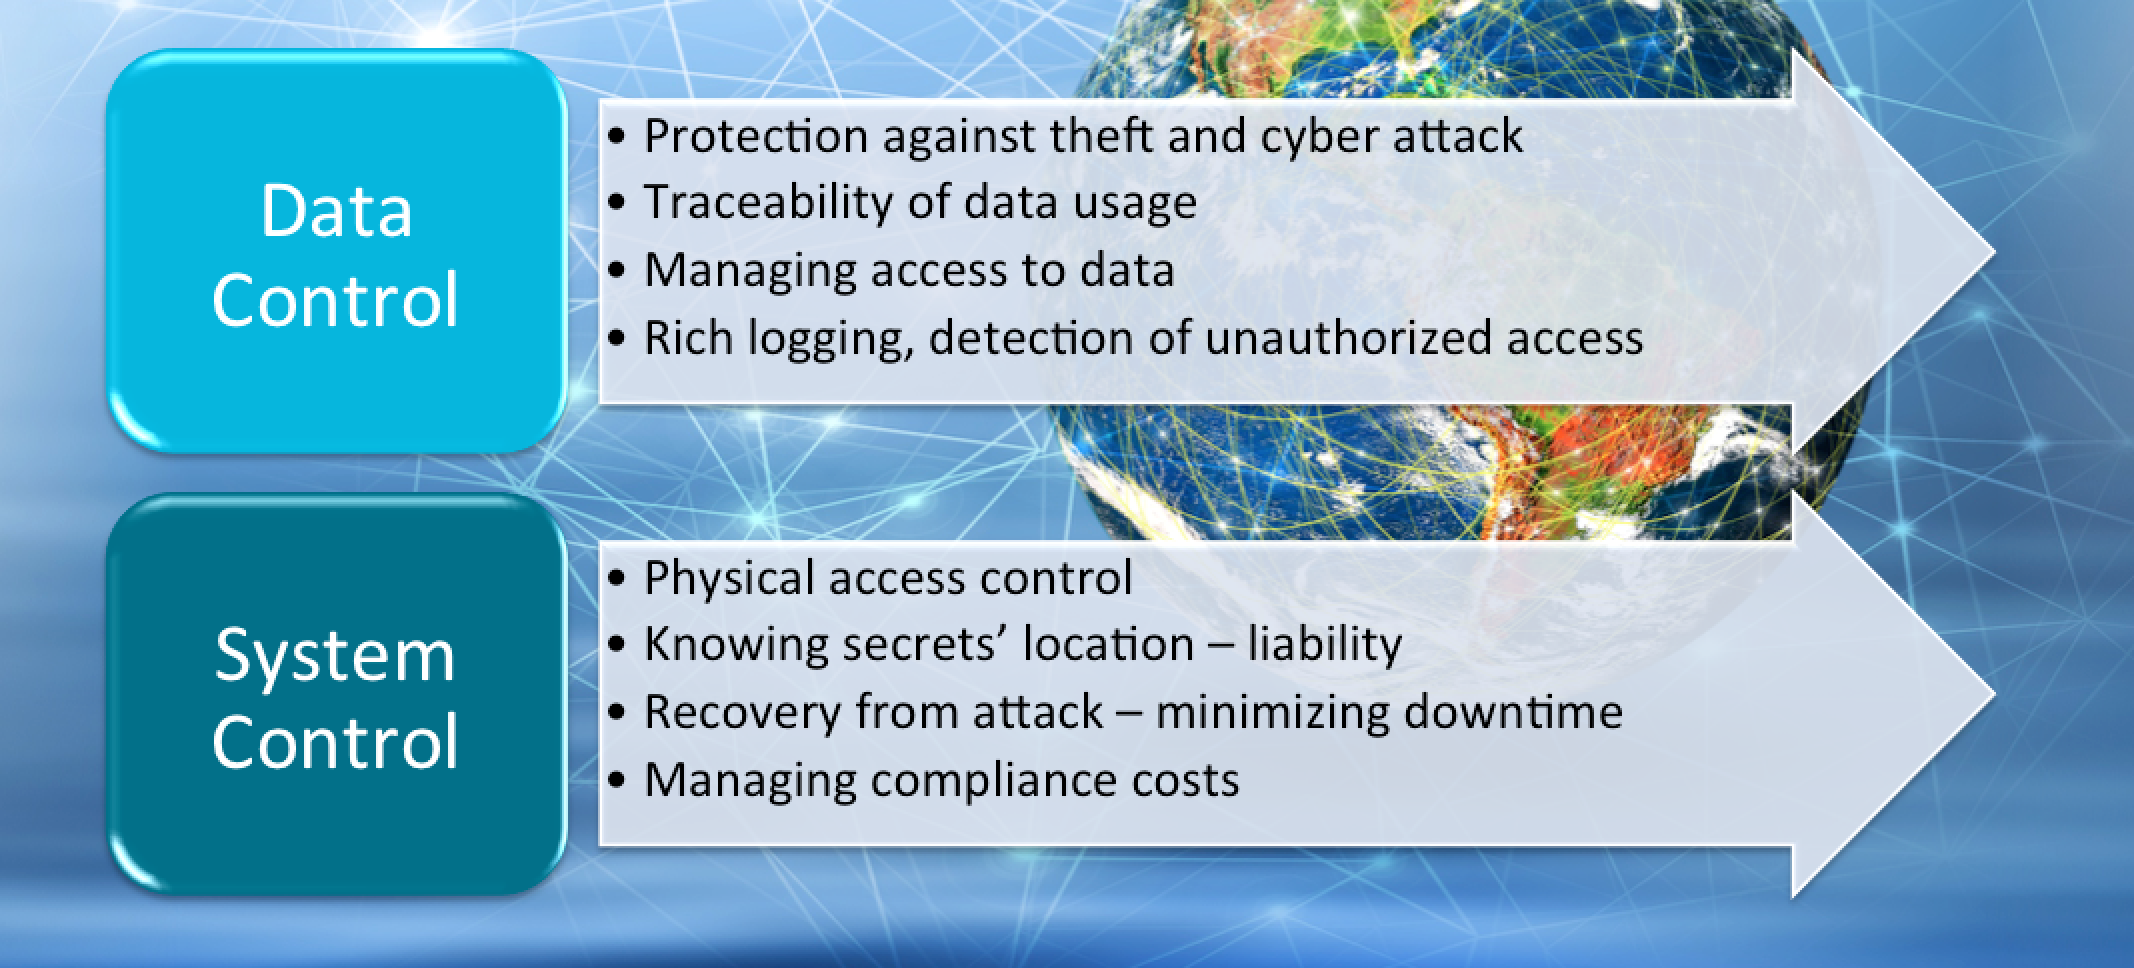 Data
Control
• Protection against theft and cyber attack
• Traceability of data usage
• Managing access to data
• Rich logging, detection of unauthorized access
System
Control
• Physical access control
• Knowing secrets’ location – liability
• Recovery from attack – minimizing downtime
• Managing compliance costs